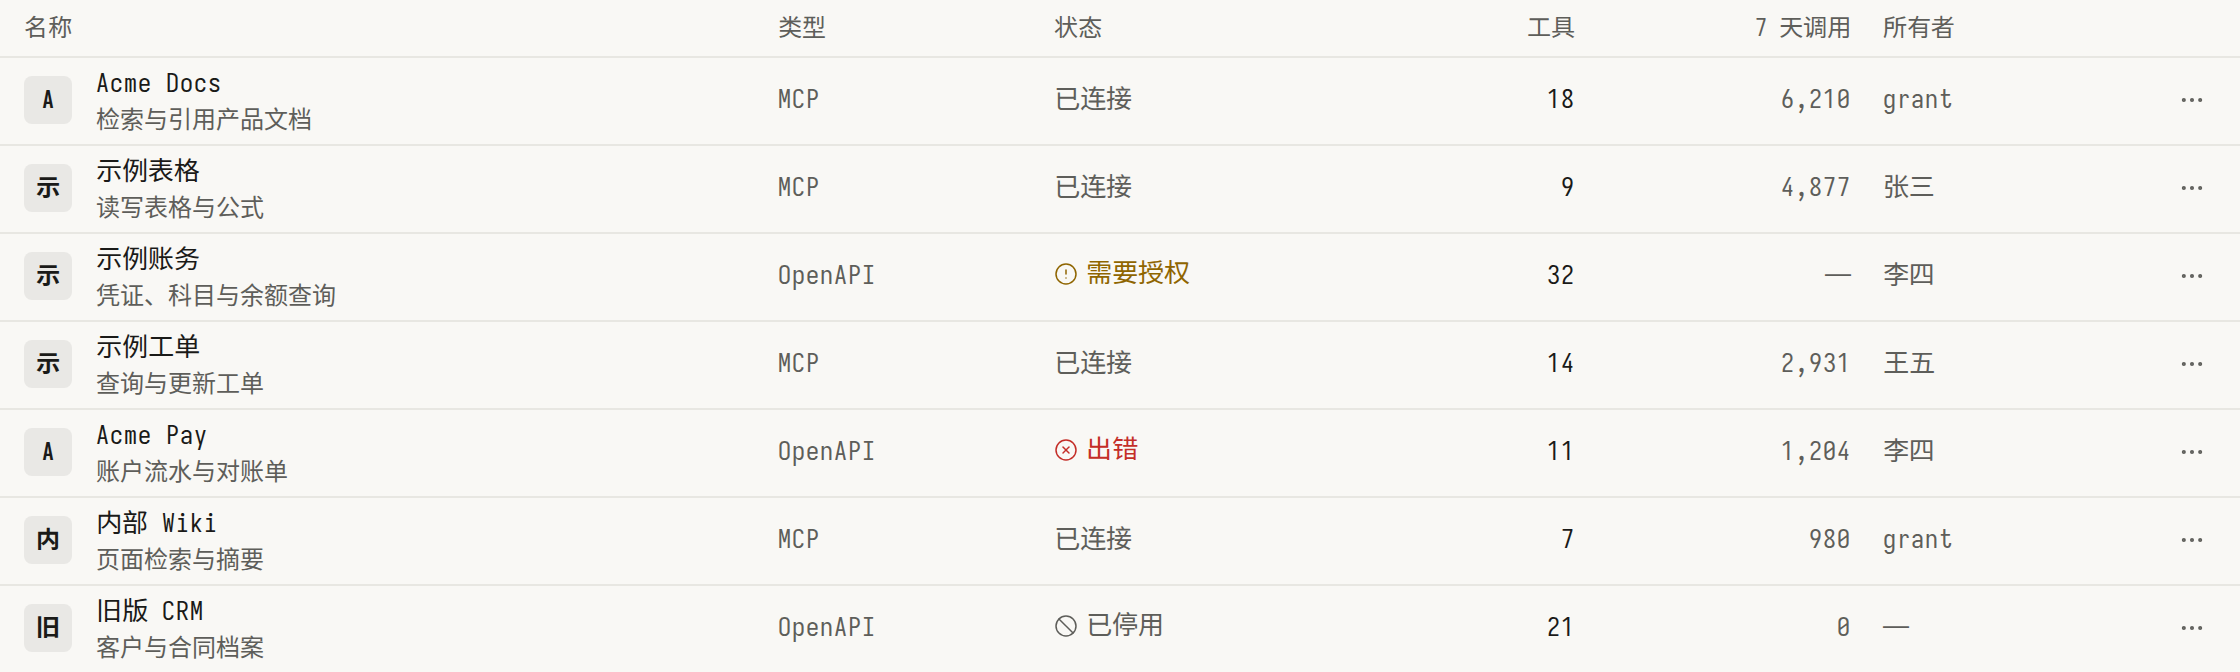 名称 类型 状态 工具 7 天调用 所有者
A Acme Docs MCP 已连接 18 6,210 grant ···
检索与引用产品文档
示 示例表格 MCP 已连接 9 4,877 张三 ···
读写表格与公式
示 示例账务 OpenAPI 需要授权 32 — 李四 ···
凭证、科目与余额查询
示 示例工单 MCP 已连接 14 2,931 王五 ···
查询与更新工单
A Acme Pay OpenAPI 出错 11 1,204 李四 ···
账户流水与对账单
内 内部 Wiki MCP 已连接 7 980 grant ···
页面检索与摘要
旧 旧版 CRM OpenAPI 已停用 21 0 — ···
客户与合同档案